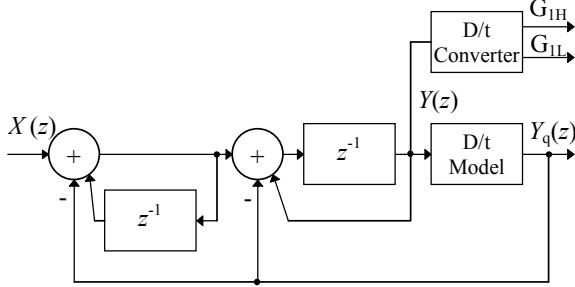 G1H
D/t
Converter
G1L
X(z)
Y(z)
Yq(z)
+
+
z-1
D/t
Model
-
-
z-1